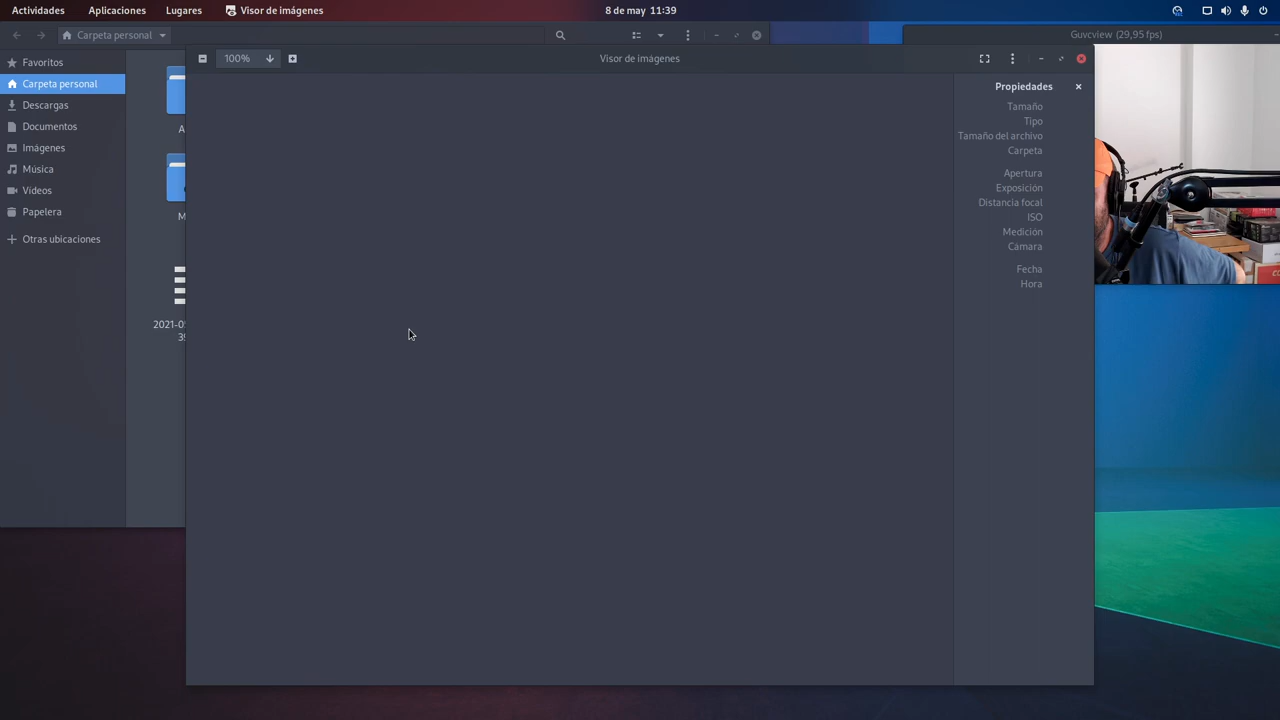 Actividades
Aplicaciones
Lugares
Visor de imágenes
8 de may 11:39
Carpeta personal
Guvcview (29,95 fps)
100%
Visor de imágenes
Favoritos
Carpeta personal
Descargas
Documentos
Imágenes
Música
Vídeos
Papelera
Otras ubicaciones
A
M
2021-0
Propiedades
Tamaño
Tipo
Tamaño del archivo
Carpeta
Apertura
Exposición
Distancia focal
ISO
Medición
Cámara
Fecha
Hora